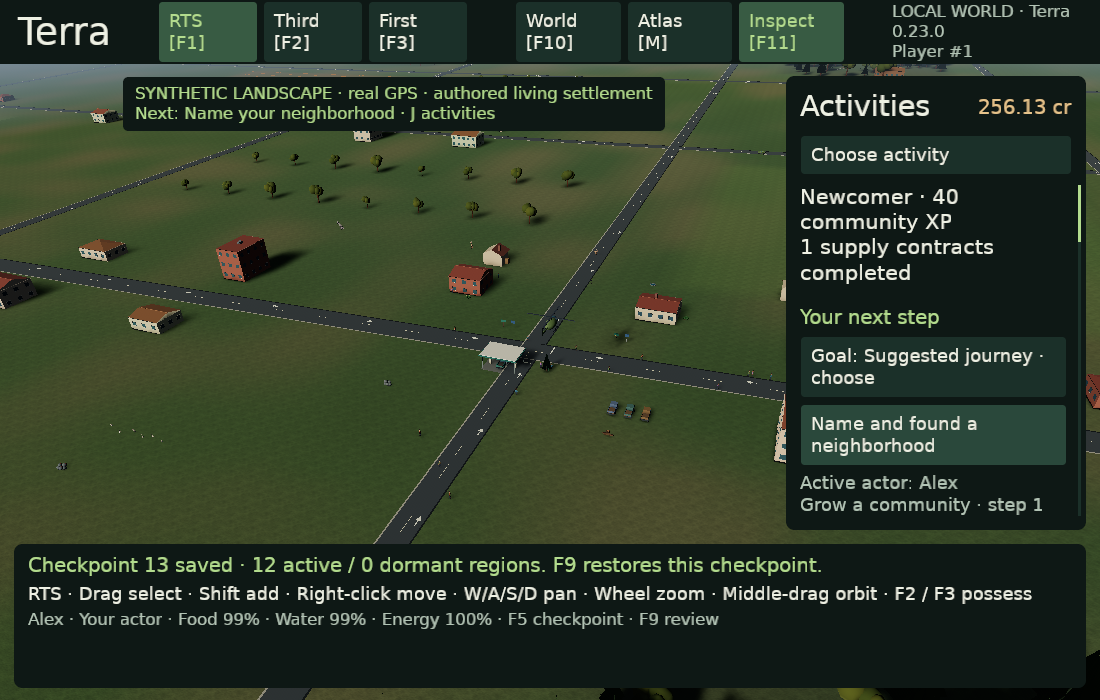 Terra
RTS
[F1]
Third
[F2]
First
[F3]
World
[F10]
Atlas
[M]
Inspect
[F11]
LOCAL WORLD · Terra
0.23.0
Player #1
SYNTHETIC LANDSCAPE · real GPS · authored living settlement
Next: Name your neighborhood · J activities
Activities
256.13 cr
Choose activity
Newcomer · 40
community XP
1 supply contracts
completed
Your next step
Goal: Suggested journey ·
choose
Name and found a
neighborhood
Active actor: Alex
Grow a community · step 1
Checkpoint 13 saved · 12 active / 0 dormant regions. F9 restores this checkpoint.
RTS · Drag select · Shift add · Right-click move · W/A/S/D pan · Wheel zoom · Middle-drag orbit · F2 / F3 possess
Alex · Your actor · Food 99% · Water 99% · Energy 100% · F5 checkpoint · F9 review